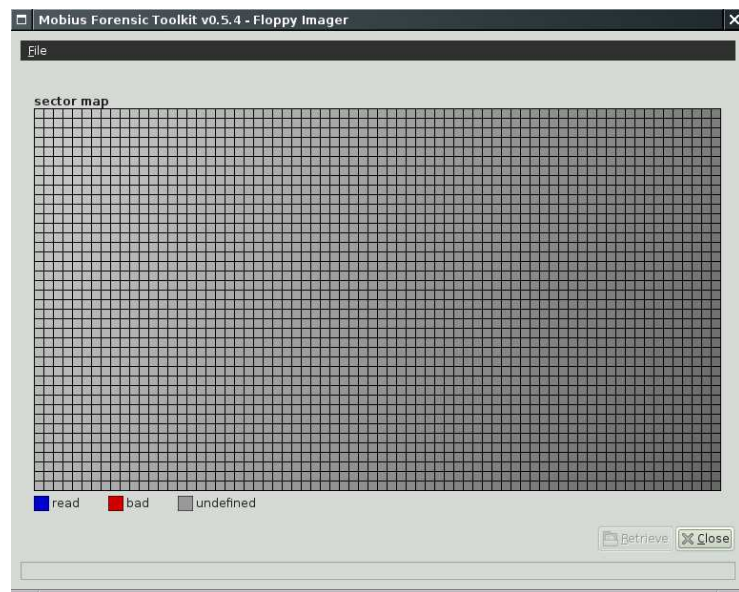 Mobius Forensic Toolkit v0.5.4 - Floppy Imager
File
sector map
read bad undefined
Retrieve Close